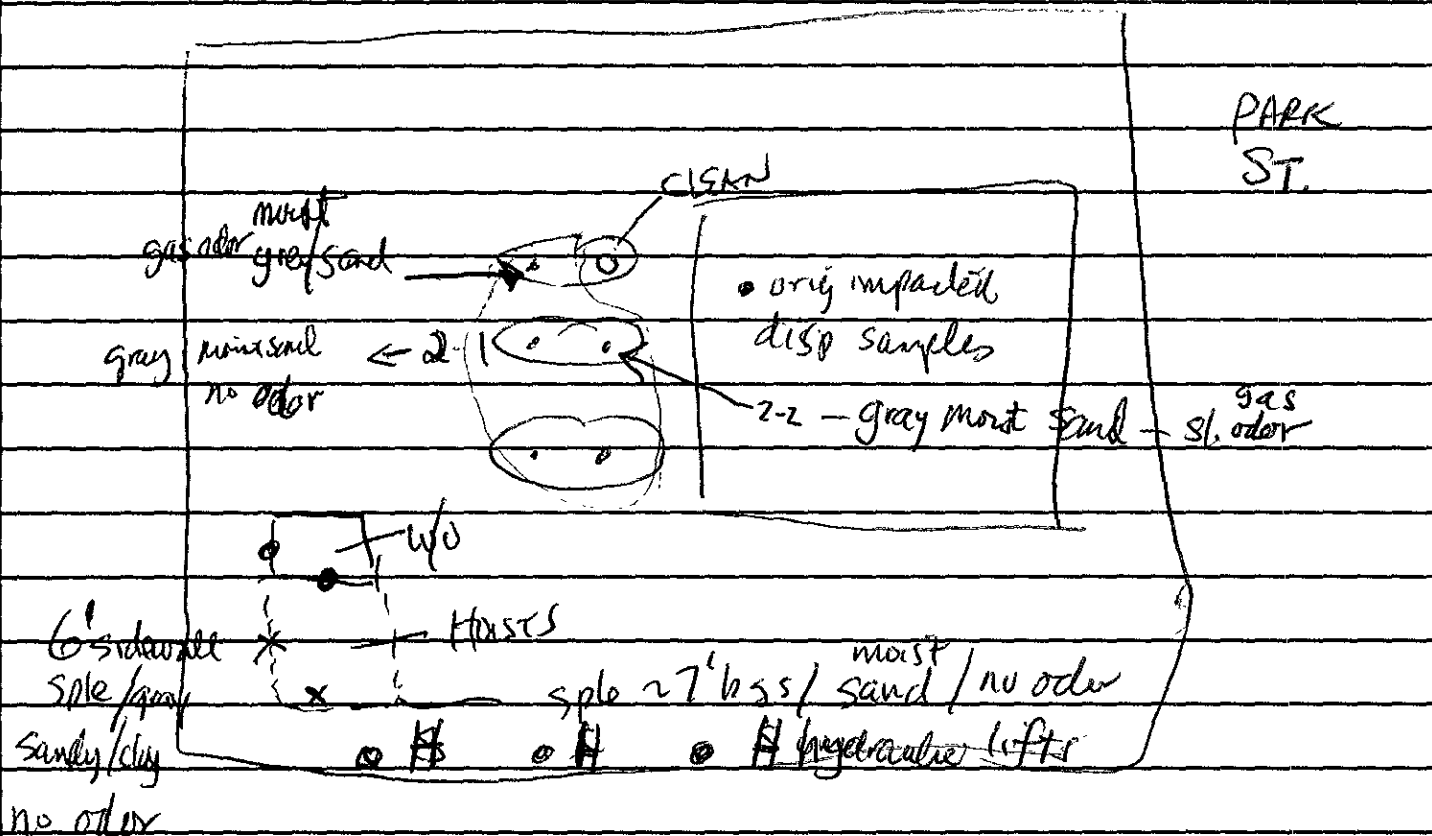 PARK
ST.
CLEAN
moist
gas odor grey/sand
• orig impacted
disp samples
gray moist sand ← 2-1
no odor
2-2 — gray moist sand — sl. gas odor
W/O
HOISTS
6' sidewall
sple ~7' bgs / moist sand / no odor
sple / gray
sandy/clay
hydraulic lifts
no odor